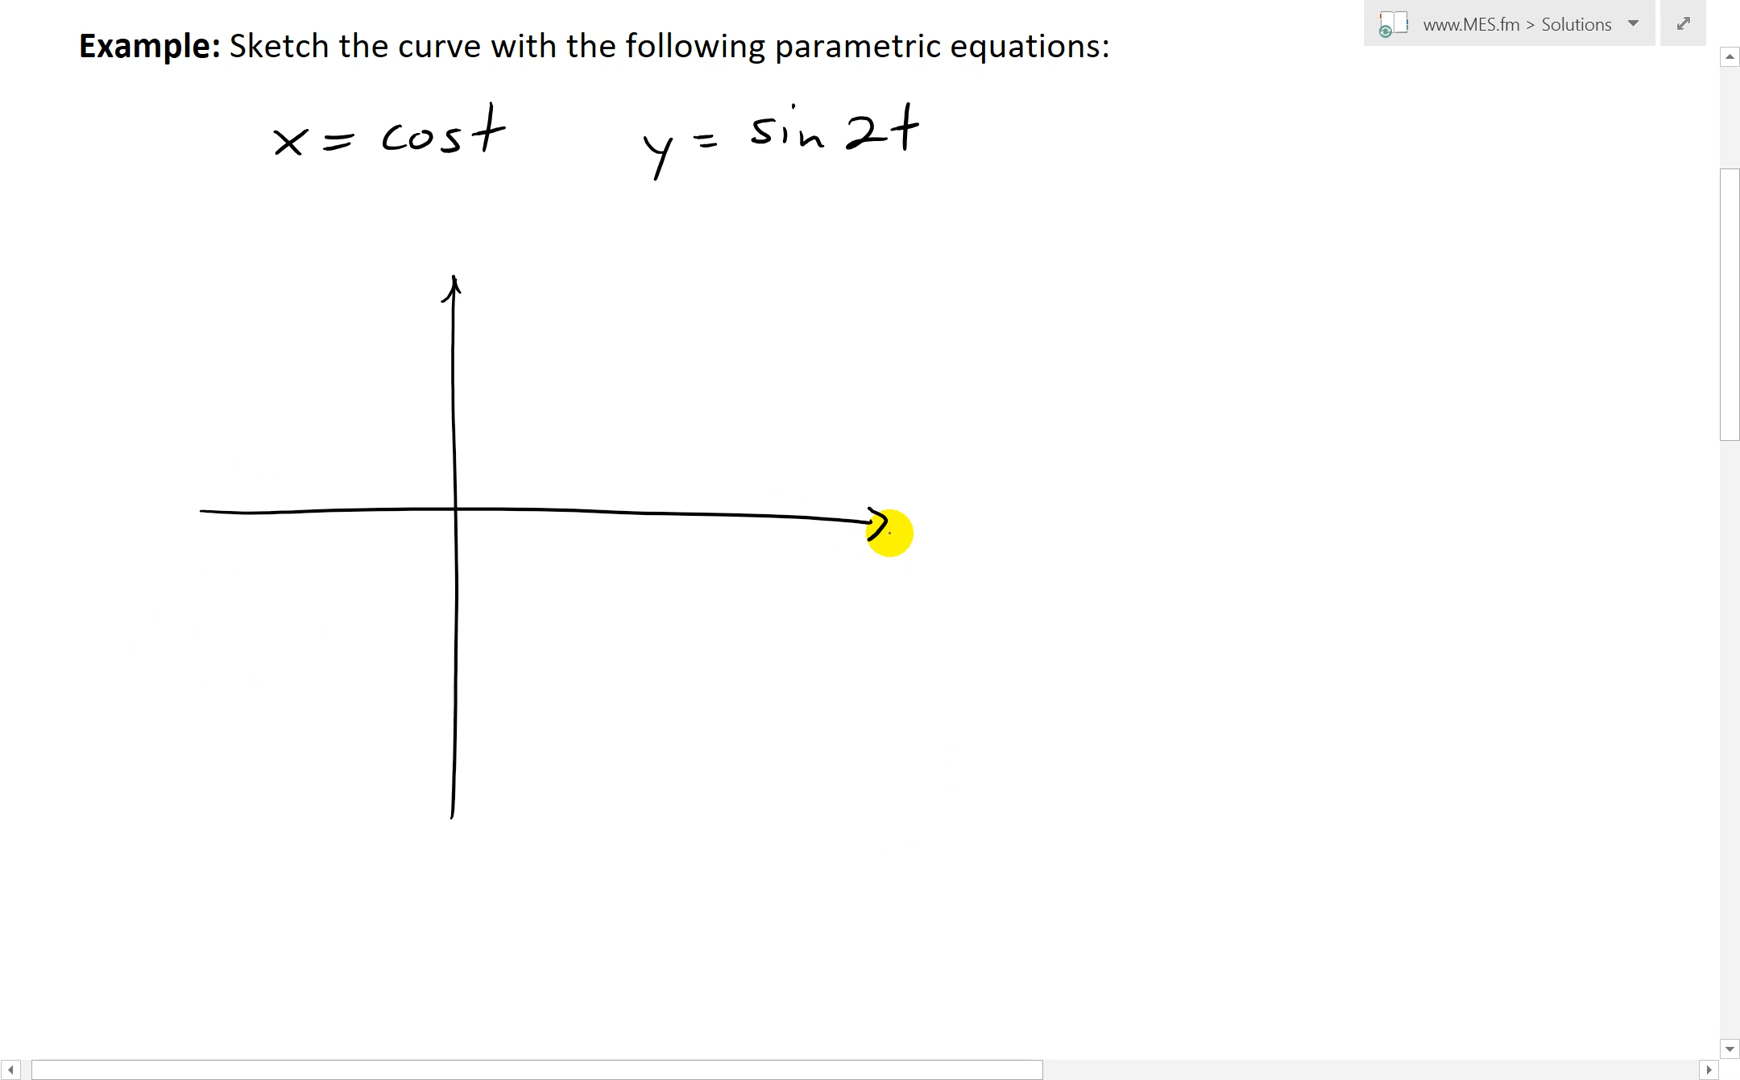 www.MES.fm > Solutions
Example: Sketch the curve with the following parametric equations:
x = cos t y = sin 2t